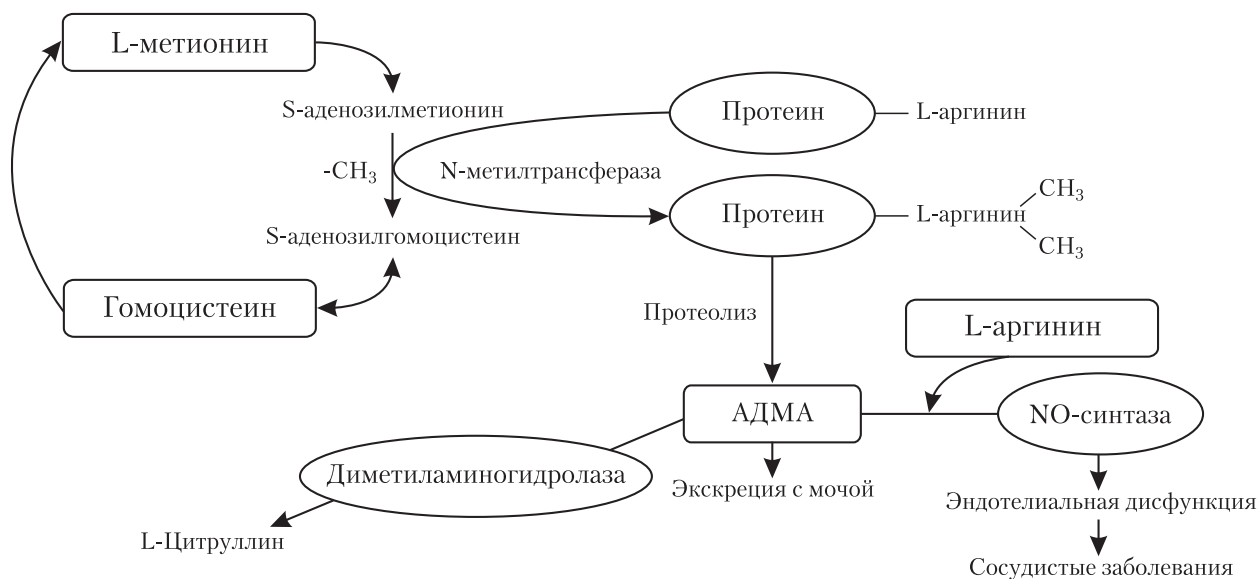 L-метионин
S-аденозилметионин
Протеин
L-аргинин
-CH₃
N-метилтрансфераза
Протеин
L-аргинин
CH₃
CH₃
S-аденозилгомоцистеин
Гомоцистеин
Протеолиз
L-аргинин
АДМА
NO-синтаза
Диметиламиногидролаза
Экскреция с мочой
Эндотелиальная дисфункция
L-Цитруллин
Сосудистые заболевания